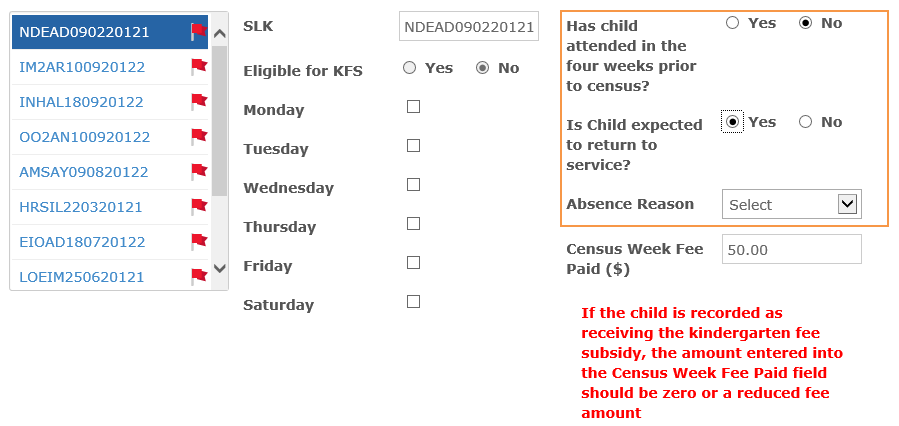 NDEAD090220121
IM2AR100920122
INHAL180920122
OO2AN100920122
AMSAY090820122
HRSIL220320121
EIOAD180720122
LOEIM250620121
SLK
NDEAD090220121
Eligible for KFS
Yes
No
Monday
Tuesday
Wednesday
Thursday
Friday
Saturday
Has child
attended in the
four weeks prior
to census?
Yes
No
Is Child expected
to return to
service?
Yes
No
Absence Reason
Select
Census Week Fee
Paid ($)
50.00
If the child is recorded as
receiving the kindergarten fee
subsidy, the amount entered into
the Census Week Fee Paid field
should be zero or a reduced fee
amount